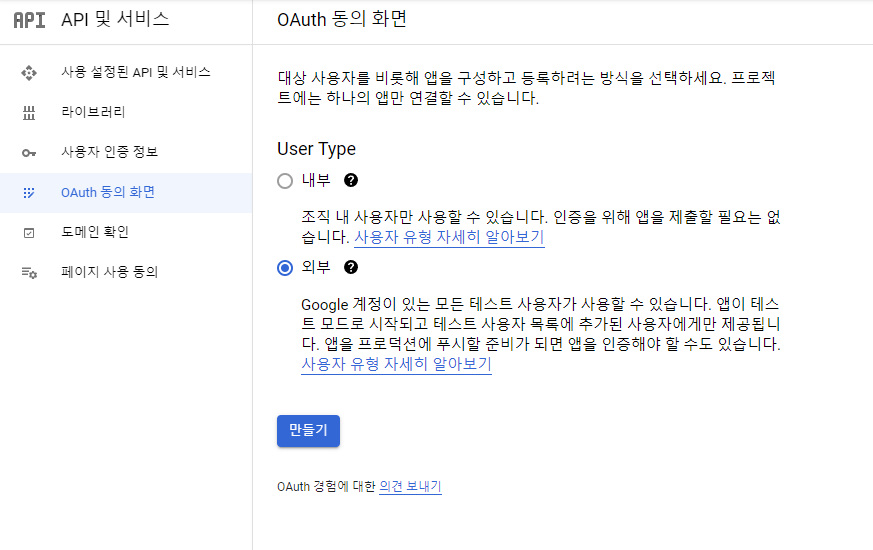 API API 및 서비스
사용 설정된 API 및 서비스
라이브러리
사용자 인증 정보
OAuth 동의 화면
도메인 확인
페이지 사용 동의
OAuth 동의 화면
대상 사용자를 비롯해 앱을 구성하고 등록하려는 방식을 선택하세요. 프로젝
트에는 하나의 앱만 연결할 수 있습니다.
User Type
내부
조직 내 사용자만 사용할 수 있습니다. 인증을 위해 앱을 제출할 필요는 없
습니다. 사용자 유형 자세히 알아보기
외부
Google 계정이 있는 모든 테스트 사용자가 사용할 수 있습니다. 앱이 테스
트 모드로 시작되고 테스트 사용자 목록에 추가된 사용자에게만 제공됩니
다. 앱을 프로덕션에 푸시할 준비가 되면 앱을 인증해야 할 수도 있습니다.
사용자 유형 자세히 알아보기
만들기
OAuth 경험에 대한 의견 보내기